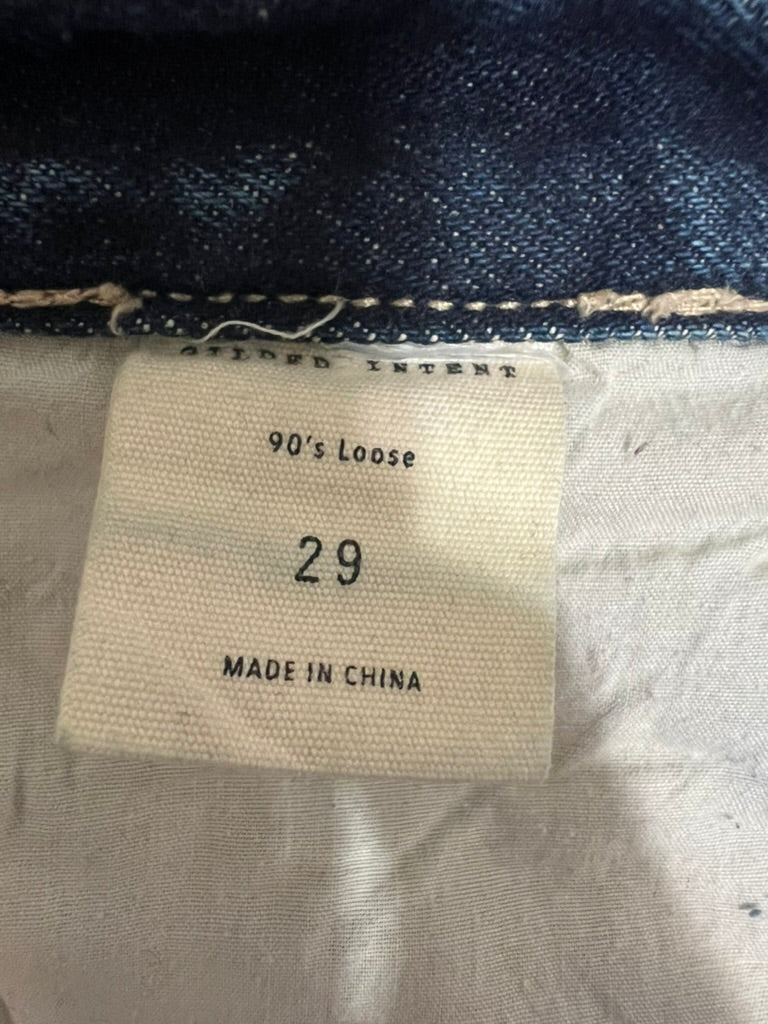 GILDED INTENT
90's Loose
29
MADE IN CHINA